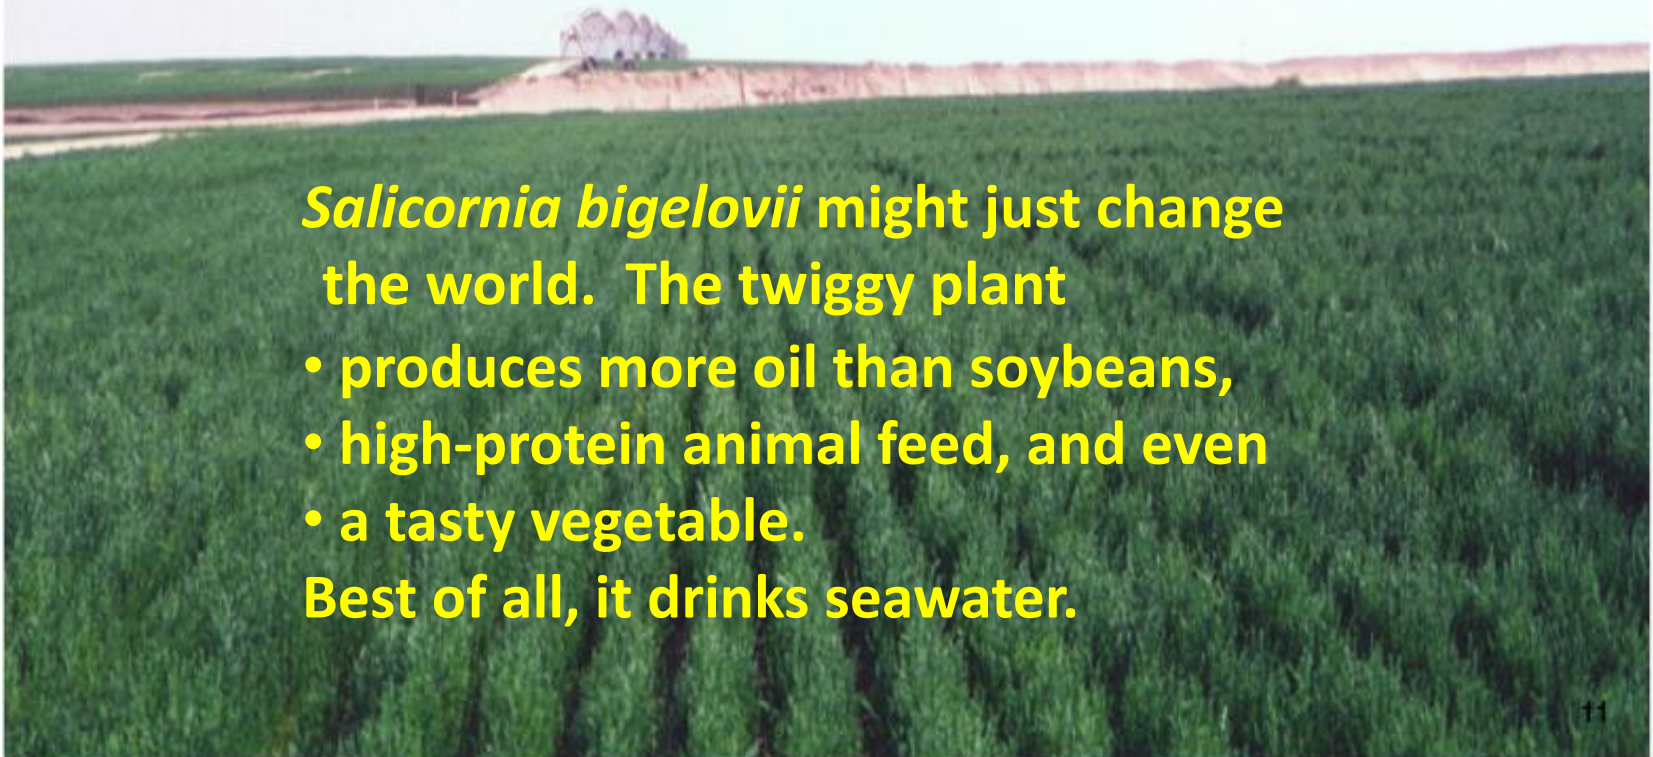 Salicornia bigelovii might just change
the world.  The twiggy plant
• produces more oil than soybeans,
• high-protein animal feed, and even
• a tasty vegetable.
Best of all, it drinks seawater.
11